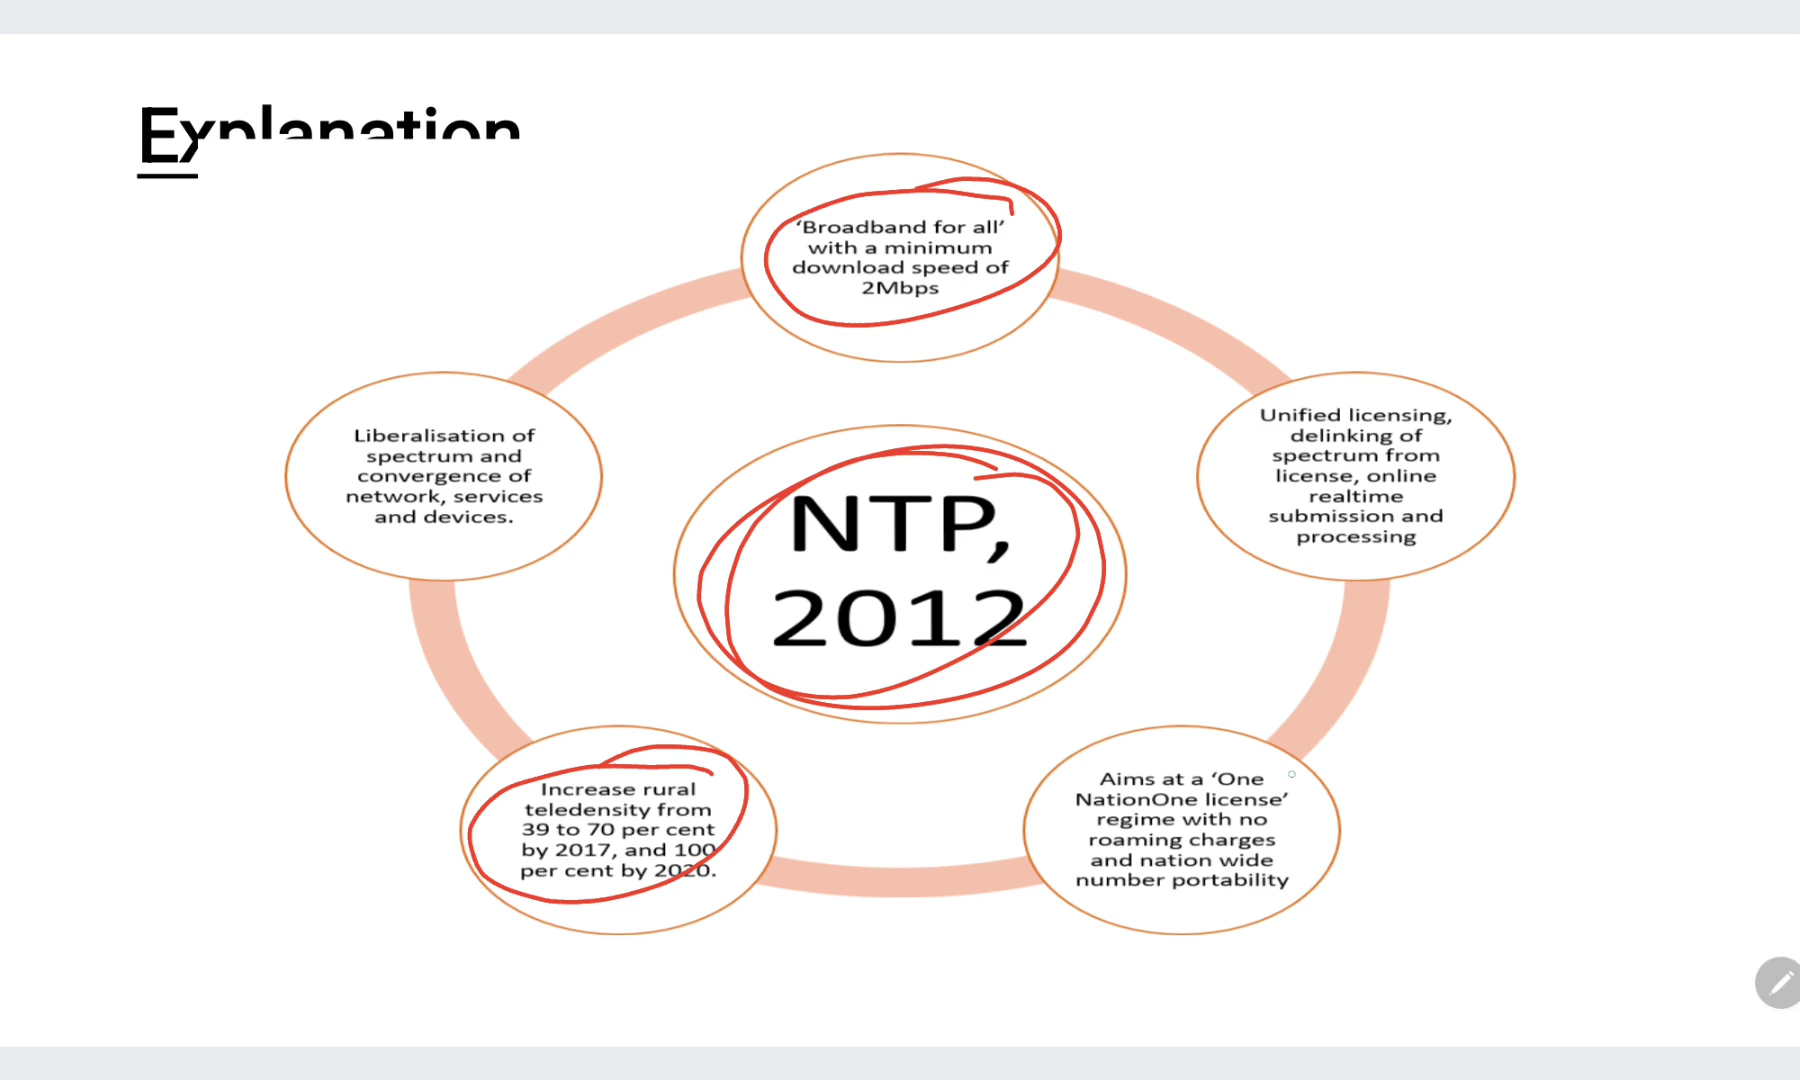 Explanation
‘Broadband for all’
with a minimum
download speed of
2Mbps
Unified licensing,
delinking of
spectrum from
license, online
realtime
submission and
processing
Aims at a ‘One
NationOne license’
regime with no
roaming charges
and nation wide
number portability
Increase rural
teledensity from
39 to 70 per cent
by 2017, and 100
per cent by 2020.
Liberalisation of
spectrum and
convergence of
network, services
and devices.
NTP,
2012